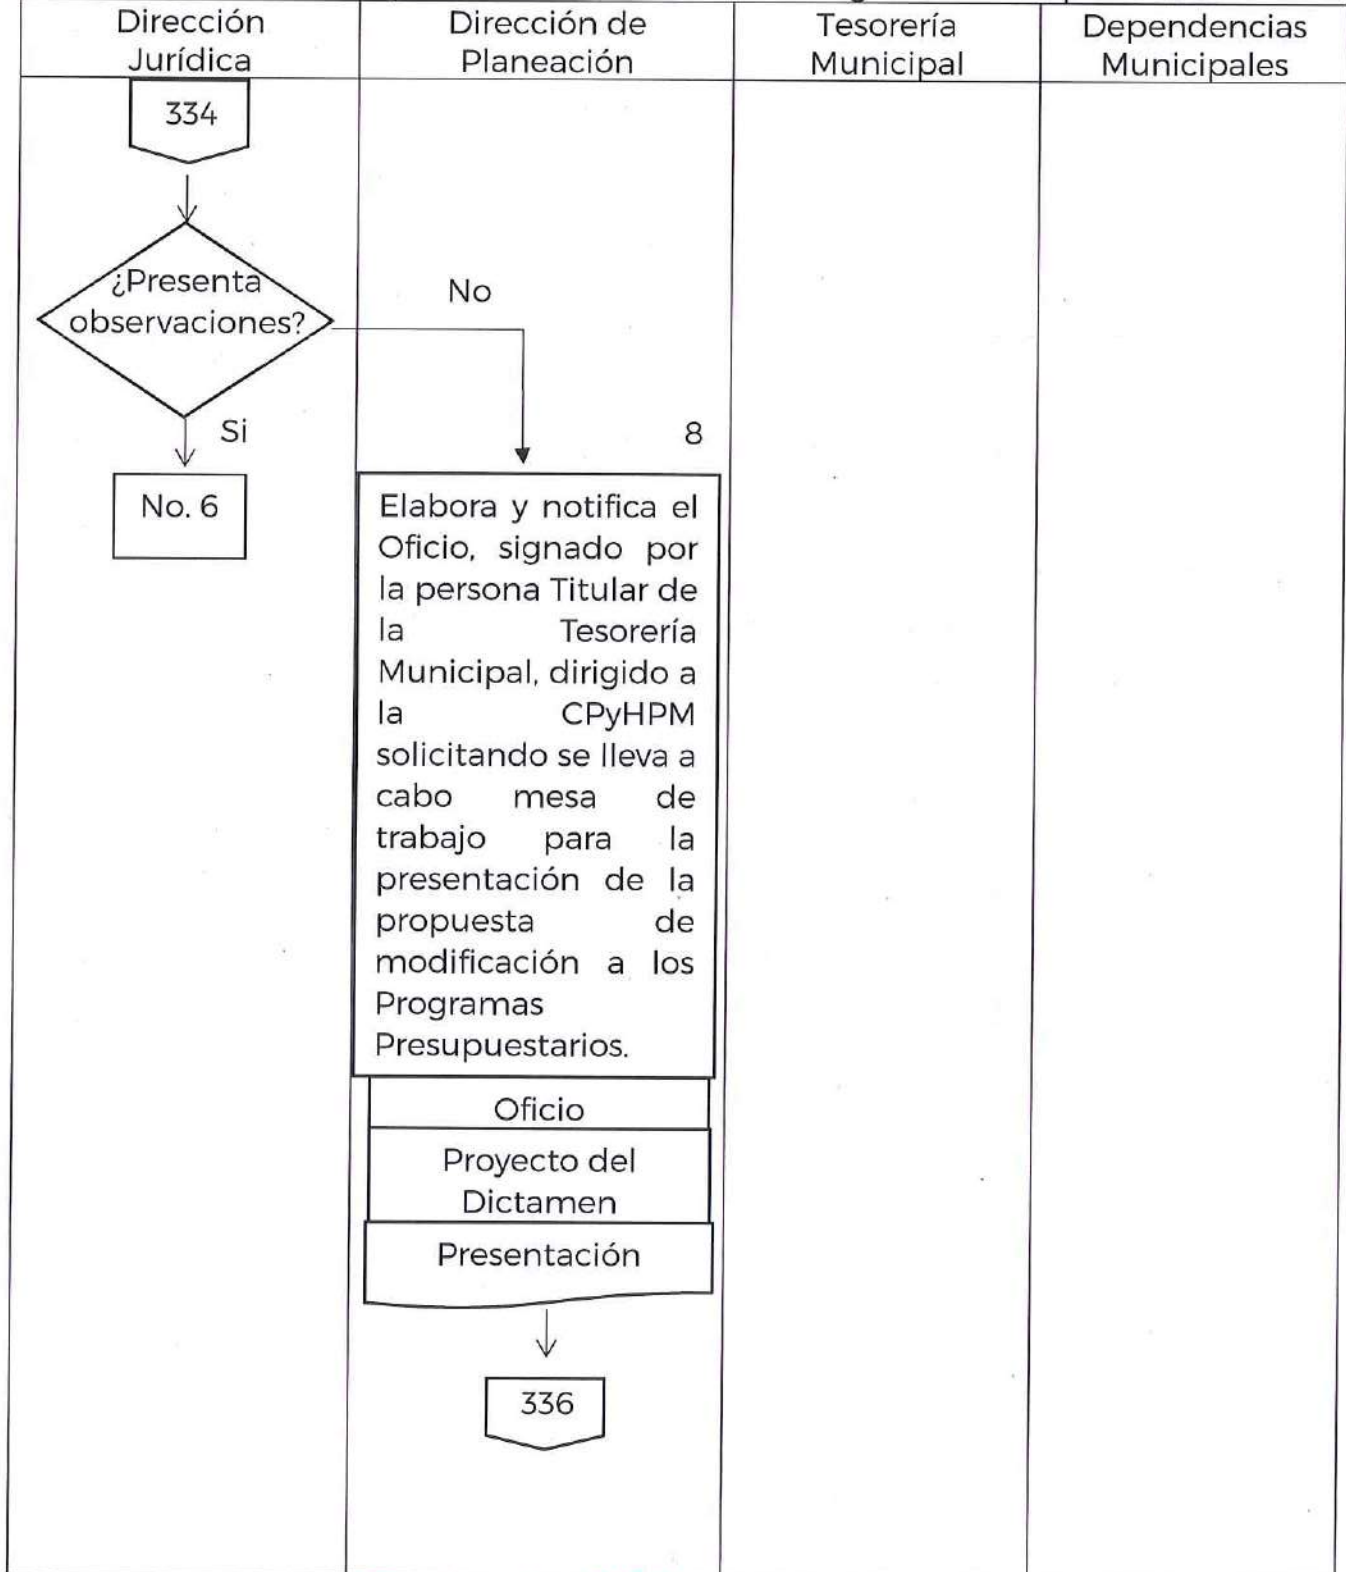 Dirección
Jurídica
Dirección de
Planeación
Tesorería
Municipal
Dependencias
Municipales
334
¿Presenta
observaciones?
No
Si
No. 6
8
Elabora y notifica el
Oficio, signado por
la persona Titular de
la Tesorería
Municipal, dirigido a
la CPyHPM
solicitando se lleva a
cabo mesa de
trabajo para la
presentación de la
propuesta de
modificación a los
Programas
Presupuestarios.
Oficio
Proyecto del
Dictamen
Presentación
336